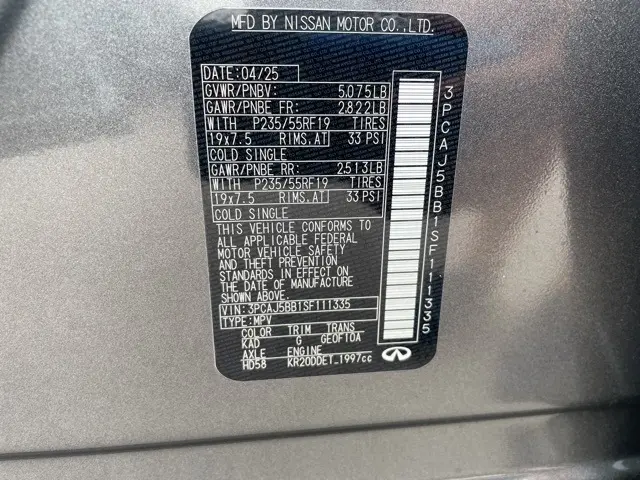 MFD BY NISSAN MOTOR CO.,LTD.
DATE: 04/25
GVWR/PNBV: 5,075LB
GAWR/PNBE FR: 2,822LB
WITH P235/55RF19 TIRES
19x7.5 RIMS,AT 33 PSI
COLD SINGLE
GAWR/PNBE RR: 2,513LB
WITH P235/55RF19 TIRES
19x7.5 RIMS,AT 33 PSI
COLD SINGLE
THIS VEHICLE CONFORMS TO
ALL APPLICABLE FEDERAL
MOTOR VEHICLE SAFETY
AND THEFT PREVENTION
STANDARDS IN EFFECT ON
THE DATE OF MANUFACTURE
SHOWN ABOVE.
VIN: 3PCAJ5BB1SF111335
TYPE: MPV
COLOR TRIM TRANS
KAD G GE0F10A
AXLE ENGINE
HD58 KR20DDET 1997cc
3PCAJ5BB1SF111335